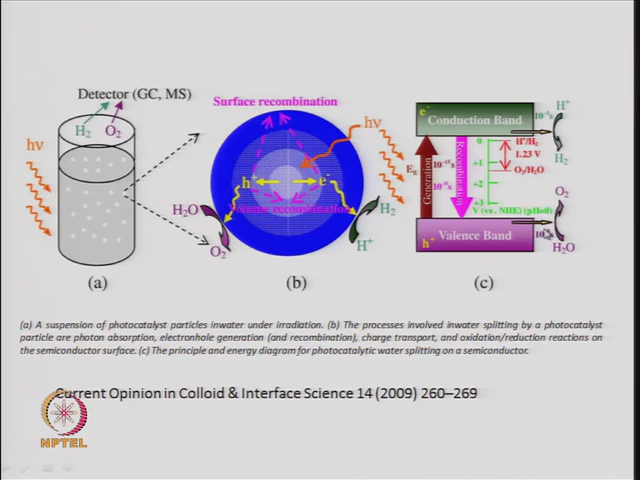 Detector (GC, MS)
H₂ O₂
hν
(a)
Surface recombination
hν
h⁺ e⁻
recombination
H₂O
O₂
H₂
H⁺
(b)
e⁻
Conduction Band
H⁺
H₂
Eg
Generation
Recombination
0
+1
+2
+3
H⁺/H₂
1.23 V
O₂/H₂O
V (vs. NHE) (pH=0)
h⁺
Valence Band
O₂
H₂O
(c)
(a) A suspension of photocatalyst particles inwater under irradiation. (b) The processes involved inwater splitting by a photocatalyst
particle are photon absorption, electronhole generation (and recombination), charge transport, and oxidation/reduction reactions on
the semiconductor surface. (c) The principle and energy diagram for photocatalytic water splitting on a semiconductor.
Current Opinion in Colloid & Interface Science 14 (2009) 260–269
NPTEL